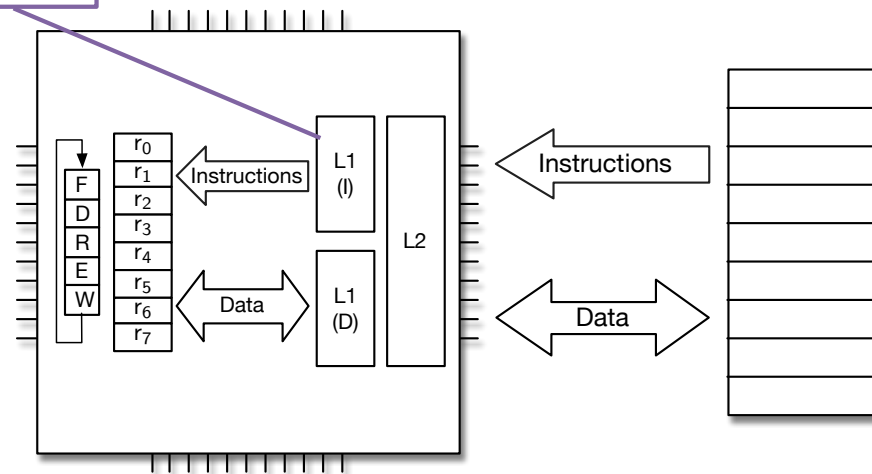 F
D
R
E
W
r0
r1
r2
r3
r4
r5
r6
r7
Instructions
Data
L1
(I)
L1
(D)
L2
Instructions
Data